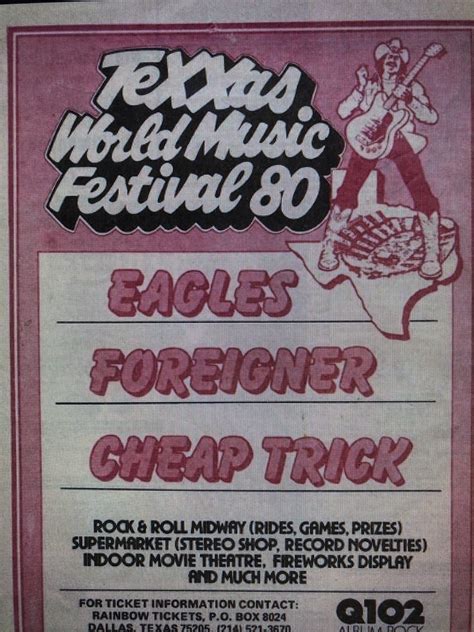 TeXXas
World Music
Festival 80
EAGLES
FOREIGNER
CHEAP TRICK
ROCK & ROLL MIDWAY (RIDES, GAMES, PRIZES)
SUPERMARKET (STEREO SHOP, RECORD NOVELTIES)
INDOOR MOVIE THEATRE, FIREWORKS DISPLAY
AND MUCH MORE
FOR TICKET INFORMATION CONTACT:
RAINBOW TICKETS, P.O. BOX 8024
DALLAS, TEXAS 75205 (214) 521-3670
Q102
ALBUM ROCK